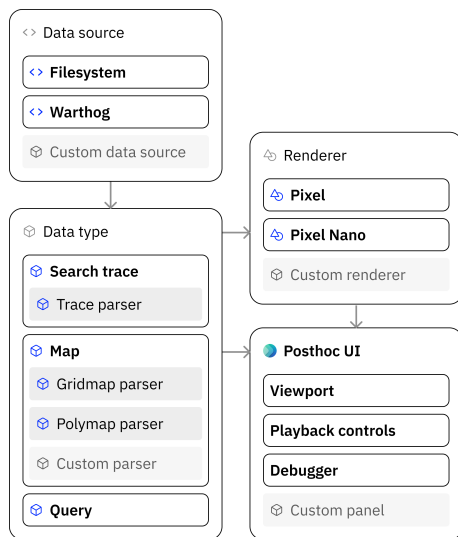 Data source
Filesystem
Warthog
Custom data source
Data type
Search trace
Trace parser
Map
Gridmap parser
Polymap parser
Custom parser
Query
Renderer
Pixel
Pixel Nano
Custom renderer
Posthoc UI
Viewport
Playback controls
Debugger
Custom panel